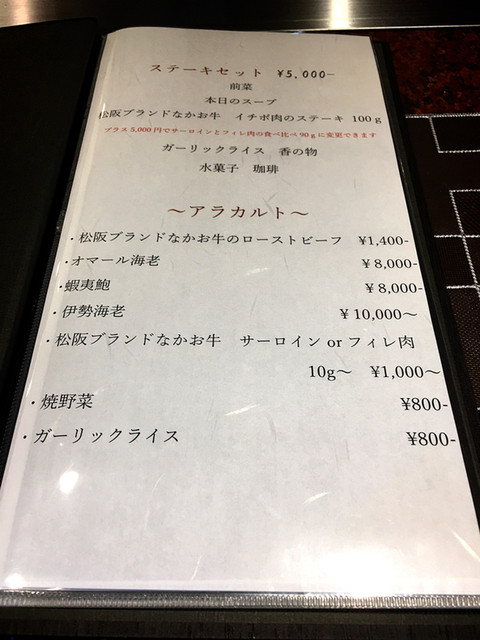 ステーキセット ¥5,000-
前菜
本日のスープ
松阪ブランドなかお牛 イチボ肉のステーキ 100g
プラス5,000円でサーロインとフィレ肉の食べ比べ90gに変更できます
ガーリックライス 香の物
水菓子 珈琲
～アラカルト～
・松阪ブランドなかお牛のローストビーフ ¥1,400-
・オマール海老 ¥8,000-
・蝦夷鮑 ¥8,000-
・伊勢海老 ¥10,000～
・松阪ブランドなかお牛 サーロイン or フィレ肉
10g～ ¥1,000～
・焼野菜 ¥800-
・ガーリックライス ¥800-